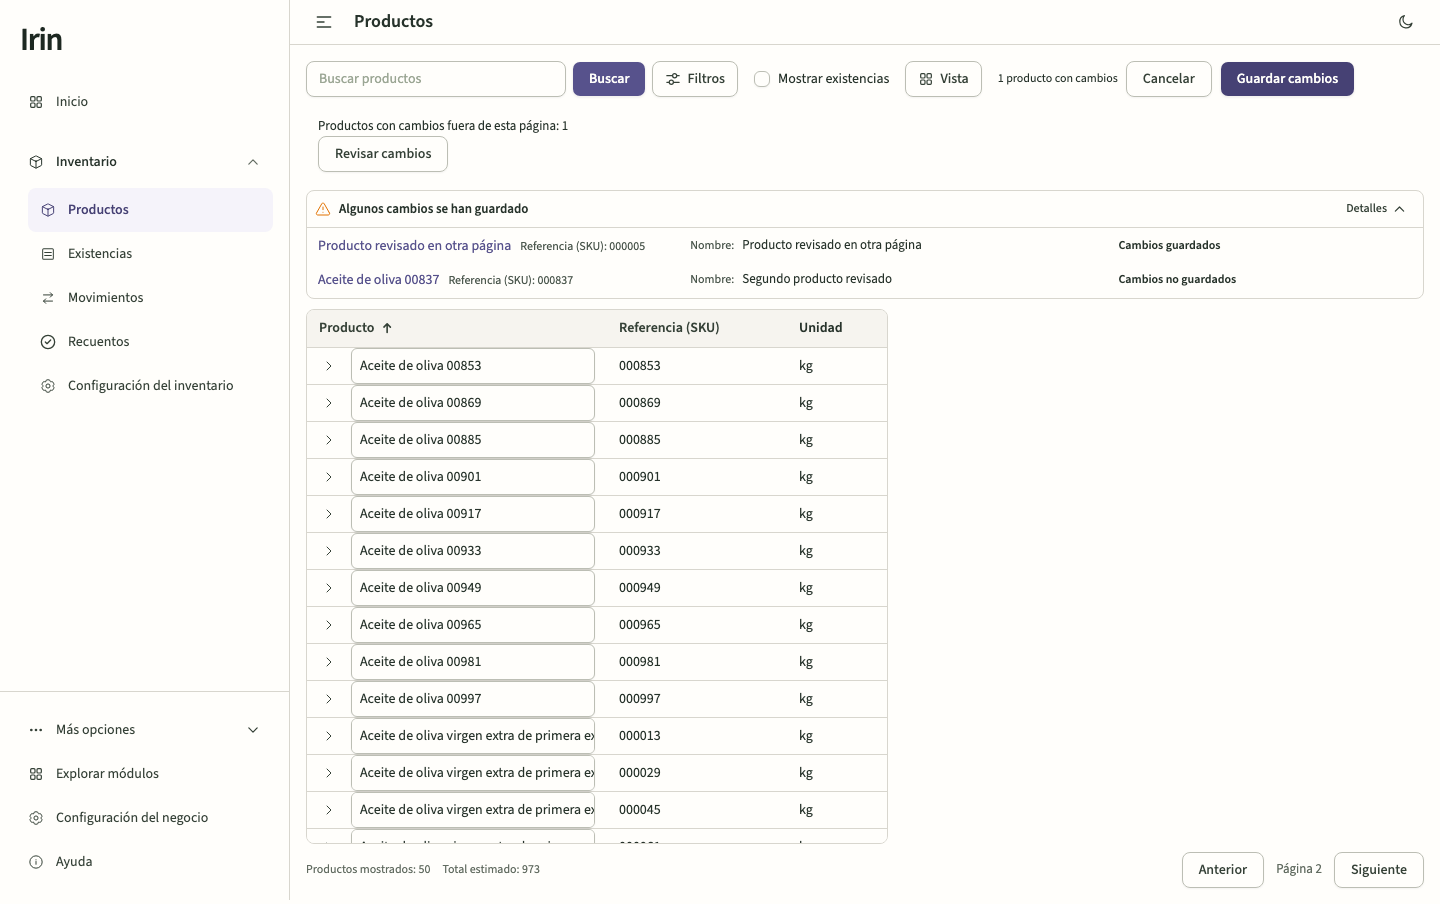 Irin
Inicio
Inventario
Productos
Existencias
Movimientos
Recuentos
Configuración del inventario
Más opciones
Explorar módulos
Configuración del negocio
Ayuda
Productos
Buscar productos Buscar Filtros Mostrar existencias Vista 1 producto con cambios Cancelar Guardar cambios
Productos con cambios fuera de esta página: 1
Revisar cambios
Algunos cambios se han guardado Detalles
Producto revisado en otra página Referencia (SKU): 000005 Nombre: Producto revisado en otra página Cambios guardados
Aceite de oliva 00837 Referencia (SKU): 000837 Nombre: Segundo producto revisado Cambios no guardados
Producto Referencia (SKU) Unidad
Aceite de oliva 00853 000853 kg
Aceite de oliva 00869 000869 kg
Aceite de oliva 00885 000885 kg
Aceite de oliva 00901 000901 kg
Aceite de oliva 00917 000917 kg
Aceite de oliva 00933 000933 kg
Aceite de oliva 00949 000949 kg
Aceite de oliva 00965 000965 kg
Aceite de oliva 00981 000981 kg
Aceite de oliva 00997 000997 kg
Aceite de oliva virgen extra de primera 000013 kg
Aceite de oliva virgen extra de primera 000029 kg
Aceite de oliva virgen extra de primera 000045 kg
Productos mostrados: 50 Total estimado: 973 Anterior Página 2 Siguiente